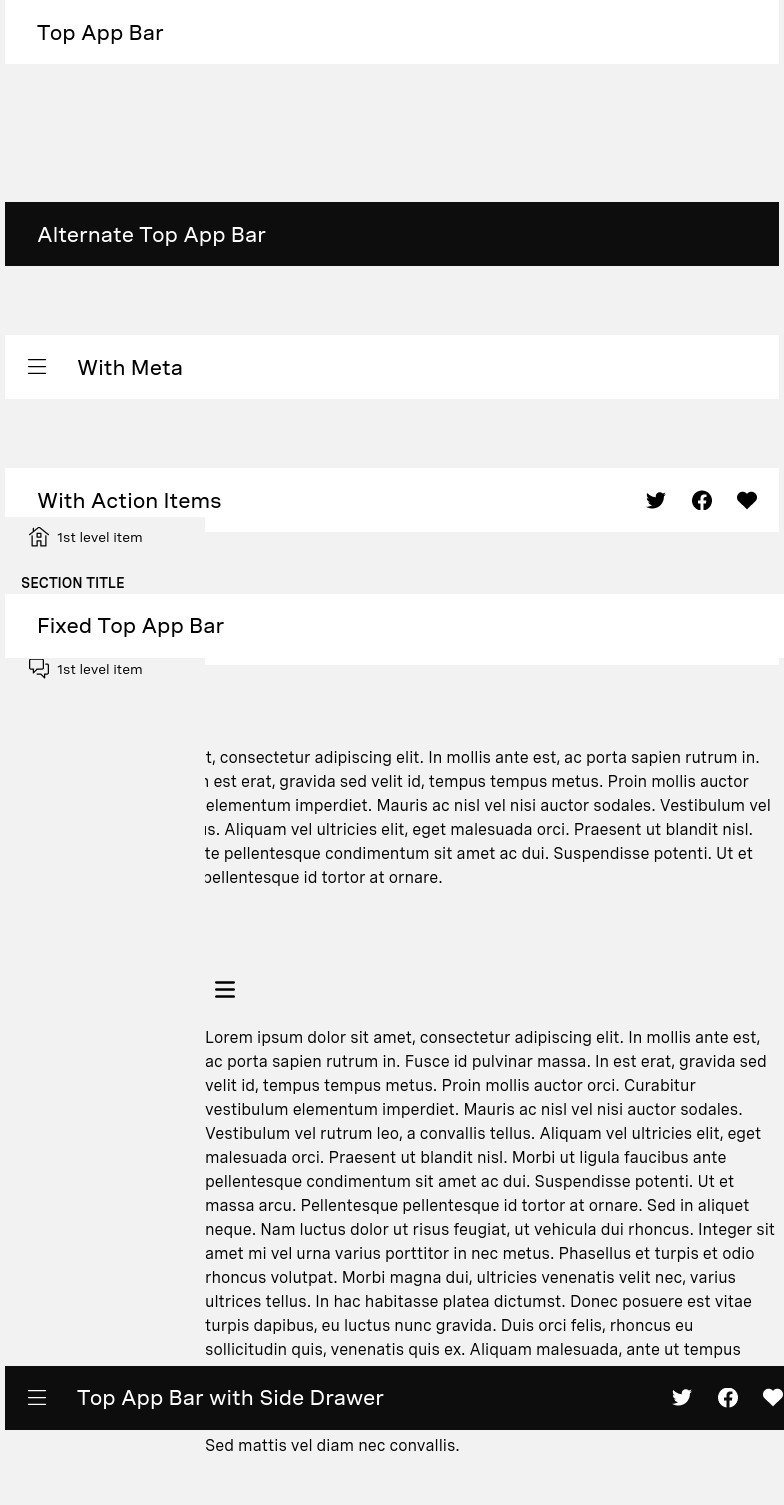 Top App Bar
Alternate Top App Bar
With Meta
With Action Items
1st level item
SECTION TITLE
Fixed Top App Bar
1st level item
t, consectetur adipiscing elit. In mollis ante est, ac porta sapien rutrum in.
est erat, gravida sed velit id, tempus tempus metus. Proin mollis auctor
elementum imperdiet. Mauris ac nisl vel nisi auctor sodales. Vestibulum vel
Aliquam vel ultricies elit, eget malesuada orci. Praesent ut blandit nisl.
te pellentesque condimentum sit amet ac dui. Suspendisse potenti. Ut et
pellentesque id tortor at ornare.
Lorem ipsum dolor sit amet, consectetur adipiscing elit. In mollis ante est,
ac porta sapien rutrum in. Fusce id pulvinar massa. In est erat, gravida sed
velit id, tempus tempus metus. Proin mollis auctor orci. Curabitur
vestibulum elementum imperdiet. Mauris ac nisl vel nisi auctor sodales.
Vestibulum vel rutrum leo, a convallis tellus. Aliquam vel ultricies elit, eget
malesuada orci. Praesent ut blandit nisl. Morbi ut ligula faucibus ante
pellentesque condimentum sit amet ac dui. Suspendisse potenti. Ut et
massa arcu. Pellentesque pellentesque id tortor at ornare. Sed in aliquet
neque. Nam luctus dolor ut risus feugiat, ut vehicula dui rhoncus. Integer sit
amet mi vel urna varius porttitor in nec metus. Phasellus et turpis et odio
rhoncus volutpat. Morbi magna dui, ultricies venenatis velit nec, varius
ultrices tellus. In hac habitasse platea dictumst. Donec posuere est vitae
turpis dapibus, eu luctus nunc gravida. Duis orci felis, rhoncus eu
sollicitudin quis, venenatis quis ex. Aliquam malesuada, ante ut tempus
Top App Bar with Side Drawer
Sed mattis vel diam nec convallis.